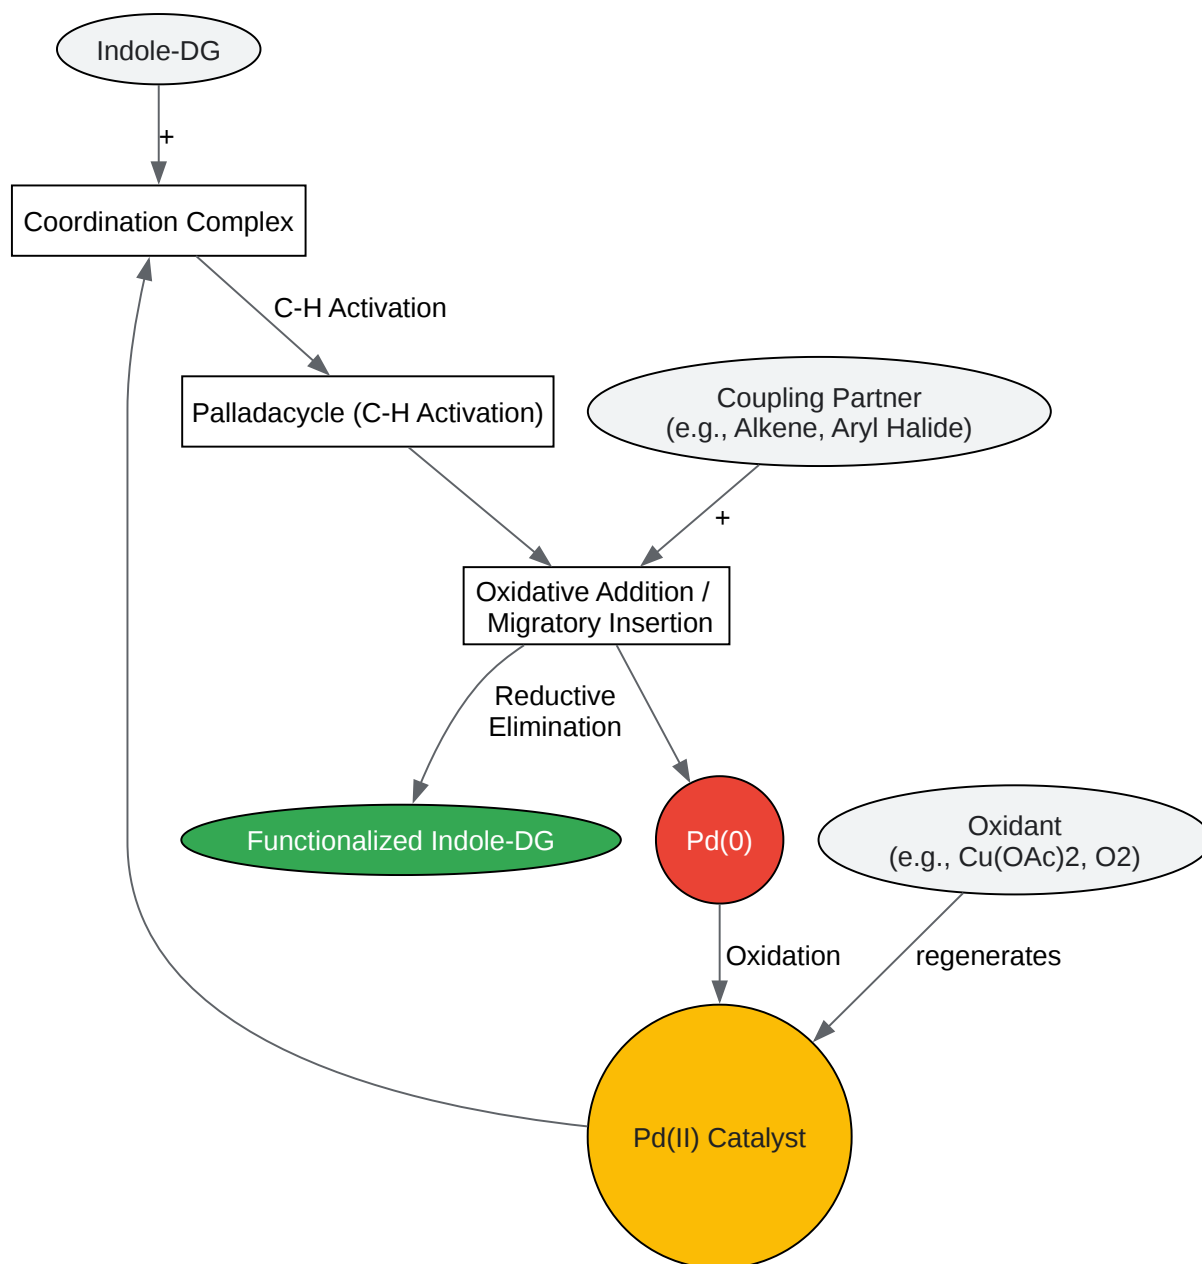 Indole-DG
+
Coordination Complex
C-H Activation
Palladacycle (C-H Activation)
Coupling Partner
(e.g., Alkene, Aryl Halide)
+
Oxidative Addition /
Migratory Insertion
Reductive
Elimination
Functionalized Indole-DG
Pd(0)
Oxidant
(e.g., Cu(OAc)2, O2)
Oxidation
regenerates
Pd(II) Catalyst